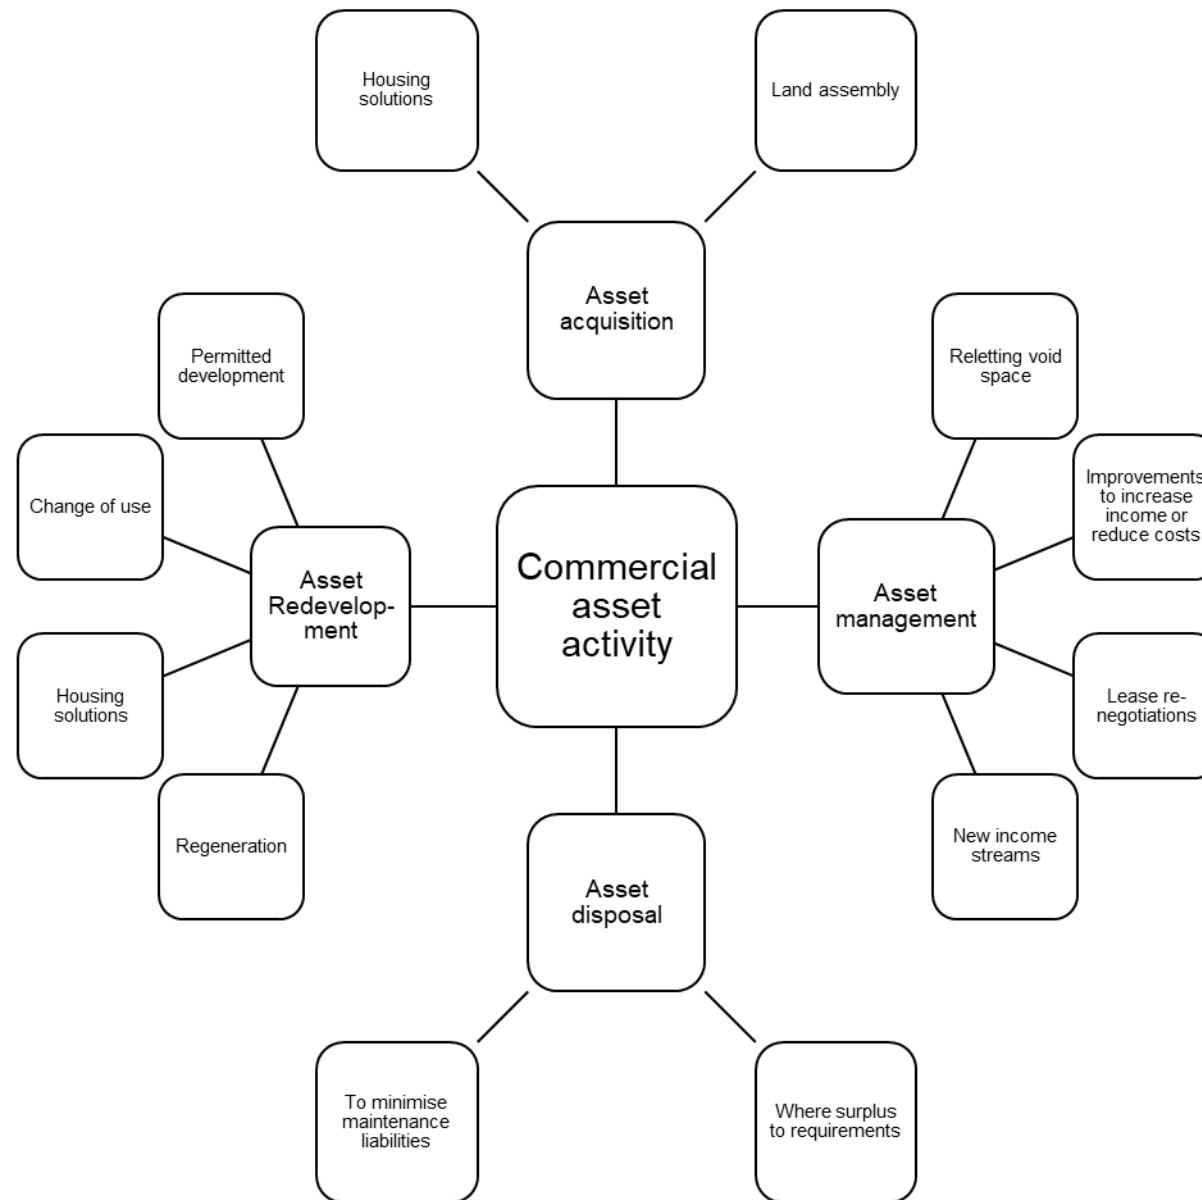 Housing
solutions
Land assembly
Asset
acquisition
Permitted
development
Reletting void
space
Change of use
Improvements
to increase
income or
reduce costs
Asset
Redevelop-
ment
Commercial
asset
activity
Asset
management
Housing
solutions
Lease re-
negotiations
Regeneration
New income
streams
Asset
disposal
To minimise
maintenance
liabilities
Where surplus
to requirements